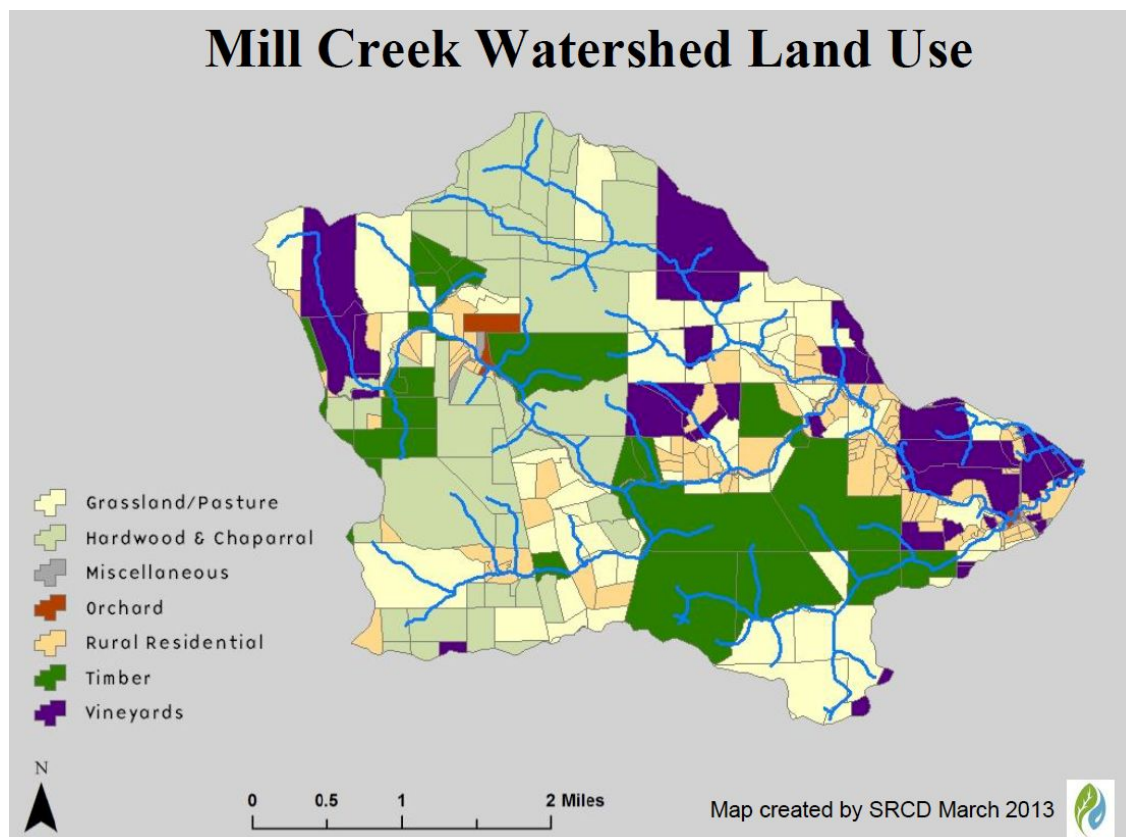 Mill Creek Watershed Land Use
Grassland/Pasture
Hardwood & Chaparral
Miscellaneous
Orchard
Rural Residential
Timber
Vineyards
N
0 0.5 1 2 Miles
Map created by SRCD March 2013